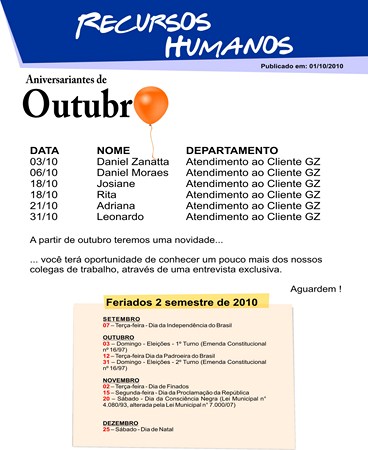 RECURSOS
HUMANOS
Publicado em: 01/10/2010
Aniversariantes de
Outubr
DATA NOME DEPARTAMENTO
03/10 Daniel Zanatta Atendimento ao Cliente GZ
06/10 Daniel Moraes Atendimento ao Cliente GZ
18/10 Josiane Atendimento ao Cliente GZ
18/10 Rita Atendimento ao Cliente GZ
21/10 Adriana Atendimento ao Cliente GZ
31/10 Leonardo Atendimento ao Cliente GZ
A partir de outubro teremos uma novidade...
... você terá oportunidade de conhecer um pouco mais dos nossos
colegas de trabalho, através de uma entrevista exclusiva.
Aguardem !
Feriados 2 semestre de 2010
SETEMBRO
07 – Terça-feira - Dia da Independência do Brasil
OUTUBRO
03 – Domingo - Eleições - 1º Turno (Emenda Constitucional
nº 16/97)
12 – Terça-feira Dia da Padroeira do Brasil
31 – Domingo - Eleições - 2º Turno (Emenda Constitucional
nº 16/97)
NOVEMBRO
02 – Terça-feira - Dia de Finados
15 – Segunda-feira - Dia da Proclamação da República
20 – Sábado - Dia da Consciência Negra (Lei Municipal n°
4.080/93, alterada pela Lei Municipal n° 7.000/07)
DEZEMBRO
25 – Sábado - Dia de Natal